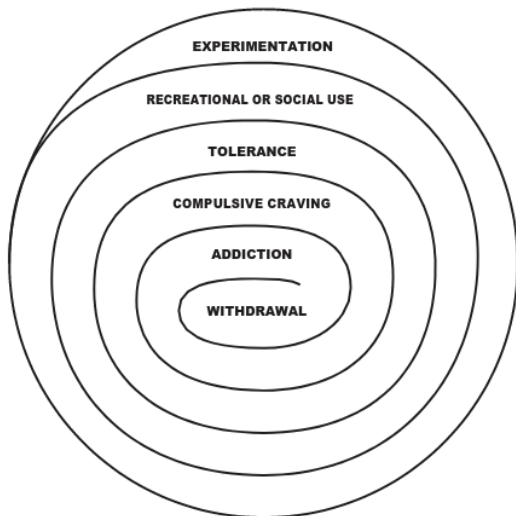 EXPERIMENTATION
RECREATIONAL OR SOCIAL USE
TOLERANCE
COMPULSIVE CRAVING
ADDICTION
WITHDRAWAL